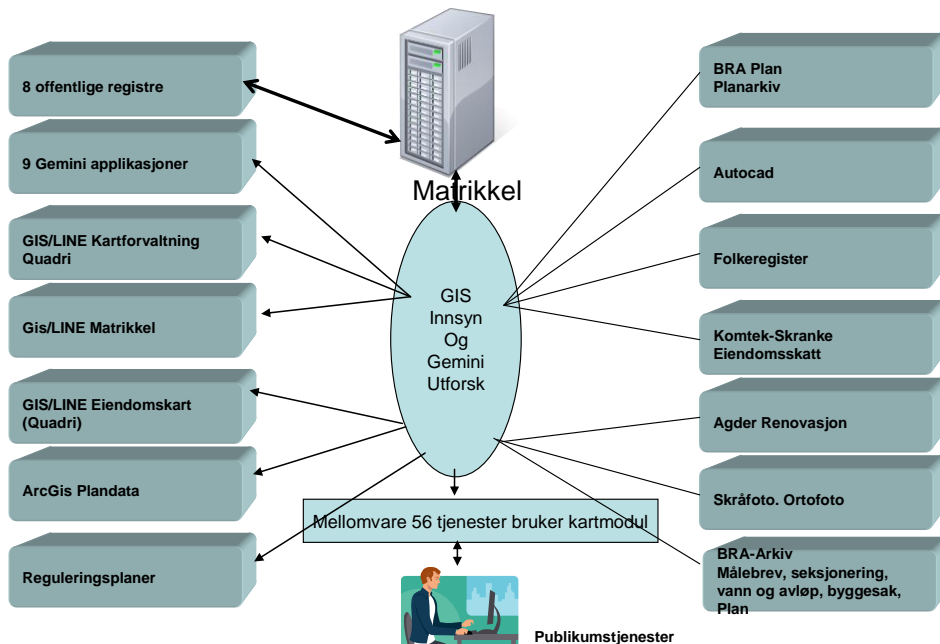 8 offentlige registre
9 Gemini applikasjoner
GIS/LINE Kartforvaltning
Quadri
Gis/LINE Matrikkel
GIS/LINE Eiendomskart
(Quadri)
ArcGis Plandata
Reguleringsplaner
Matrikkel
GIS
Innsyn
Og
Gemini
Utforsk
Mellomvare 56 tjenester bruker kartmodul
Publikumstjenester
BRA Plan
Planarkiv
Autocad
Folkeregister
Komtek-Skranke
Eiendomsskatt
Agder Renovasjon
Skråfoto. Ortofoto
BRA-Arkiv
Målebrev, seksjonering,
vann og avløp, byggesak,
Plan